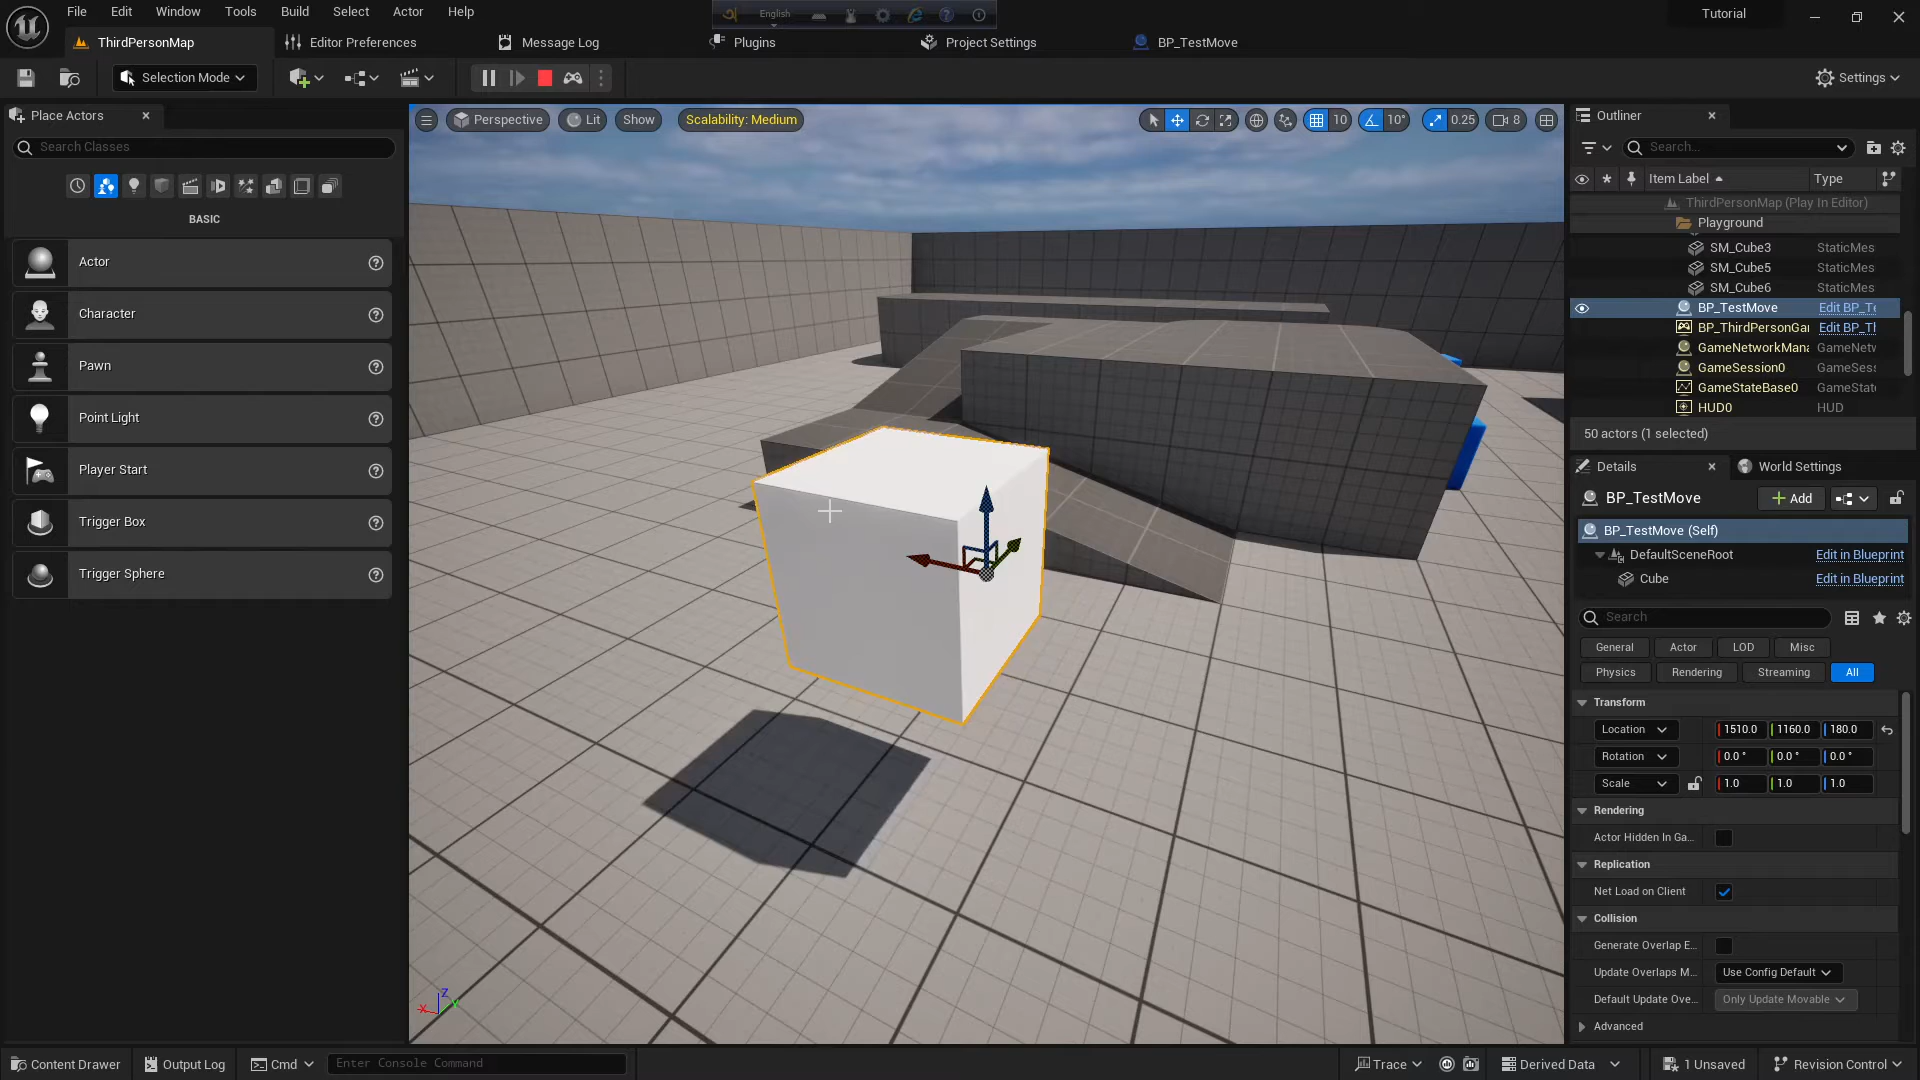 File Edit Window Tools Build Select Actor Help
English
Tutorial
ThirdPersonMap
Editor Preferences
Message Log
Plugins
Project Settings
BP_TestMove
Selection Mode
Settings
Place Actors
Search Classes
BASIC
Actor
Character
Pawn
Point Light
Player Start
Trigger Box
Trigger Sphere
Perspective
Lit
Show
Scalability: Medium
10
10°
0.25
8
Z
X
Y
Outliner
Search...
Item Label Type
ThirdPersonMap (Play In Editor)
Playground
SM_Cube3 StaticMes
SM_Cube5 StaticMes
SM_Cube6 StaticMes
BP_TestMove Edit BP_Te
BP_ThirdPersonGar Edit BP_Tl
GameNetworkMana GameNetv
GameSession0 GameSess
GameStateBase0 GameState
HUD0 HUD
50 actors (1 selected)
Details
World Settings
BP_TestMove
Add
BP_TestMove (Self)
DefaultSceneRoot Edit in Blueprint
Cube Edit in Blueprint
Search
General Actor LOD Misc
Physics Rendering Streaming All
Transform
Location 1510.0 1160.0 180.0
Rotation 0.0 ° 0.0 ° 0.0 °
Scale 1.0 1.0 1.0
Rendering
Actor Hidden In Ga...
Replication
Net Load on Client
Collision
Generate Overlap E...
Update Overlaps M... Use Config Default
Default Update Ove... Only Update Movable
Advanced
Content Drawer
Output Log
Cmd
Enter Console Command
Trace
Derived Data
1 Unsaved
Revision Control